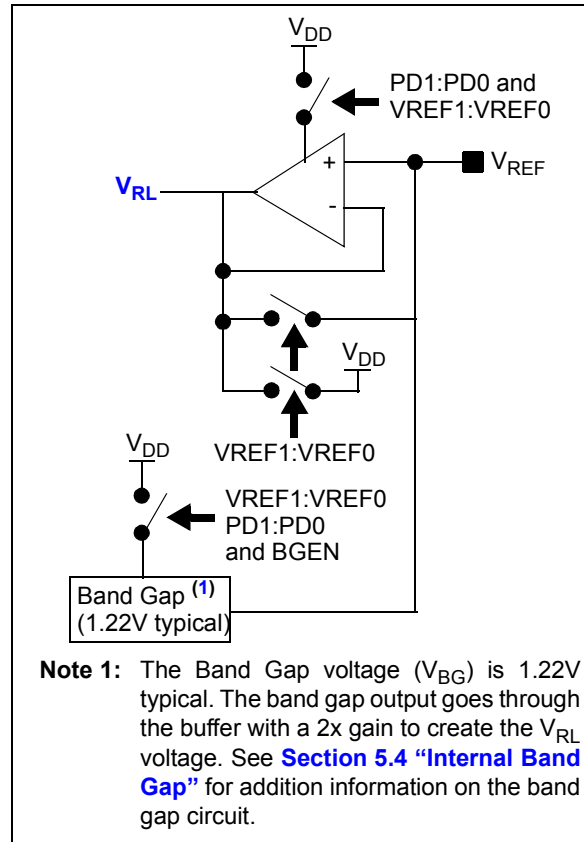 VDD
PD1:PD0 and
VREF1:VREF0
+
VREF
VRL
-
VDD
VREF1:VREF0
VDD
VREF1:VREF0
PD1:PD0
and BGEN
Band Gap (1)
(1.22V typical)
Note 1: The Band Gap voltage (VBG) is 1.22V
typical. The band gap output goes through
the buffer with a 2x gain to create the VRL
voltage. See Section 5.4 “Internal Band
Gap” for addition information on the band
gap circuit.